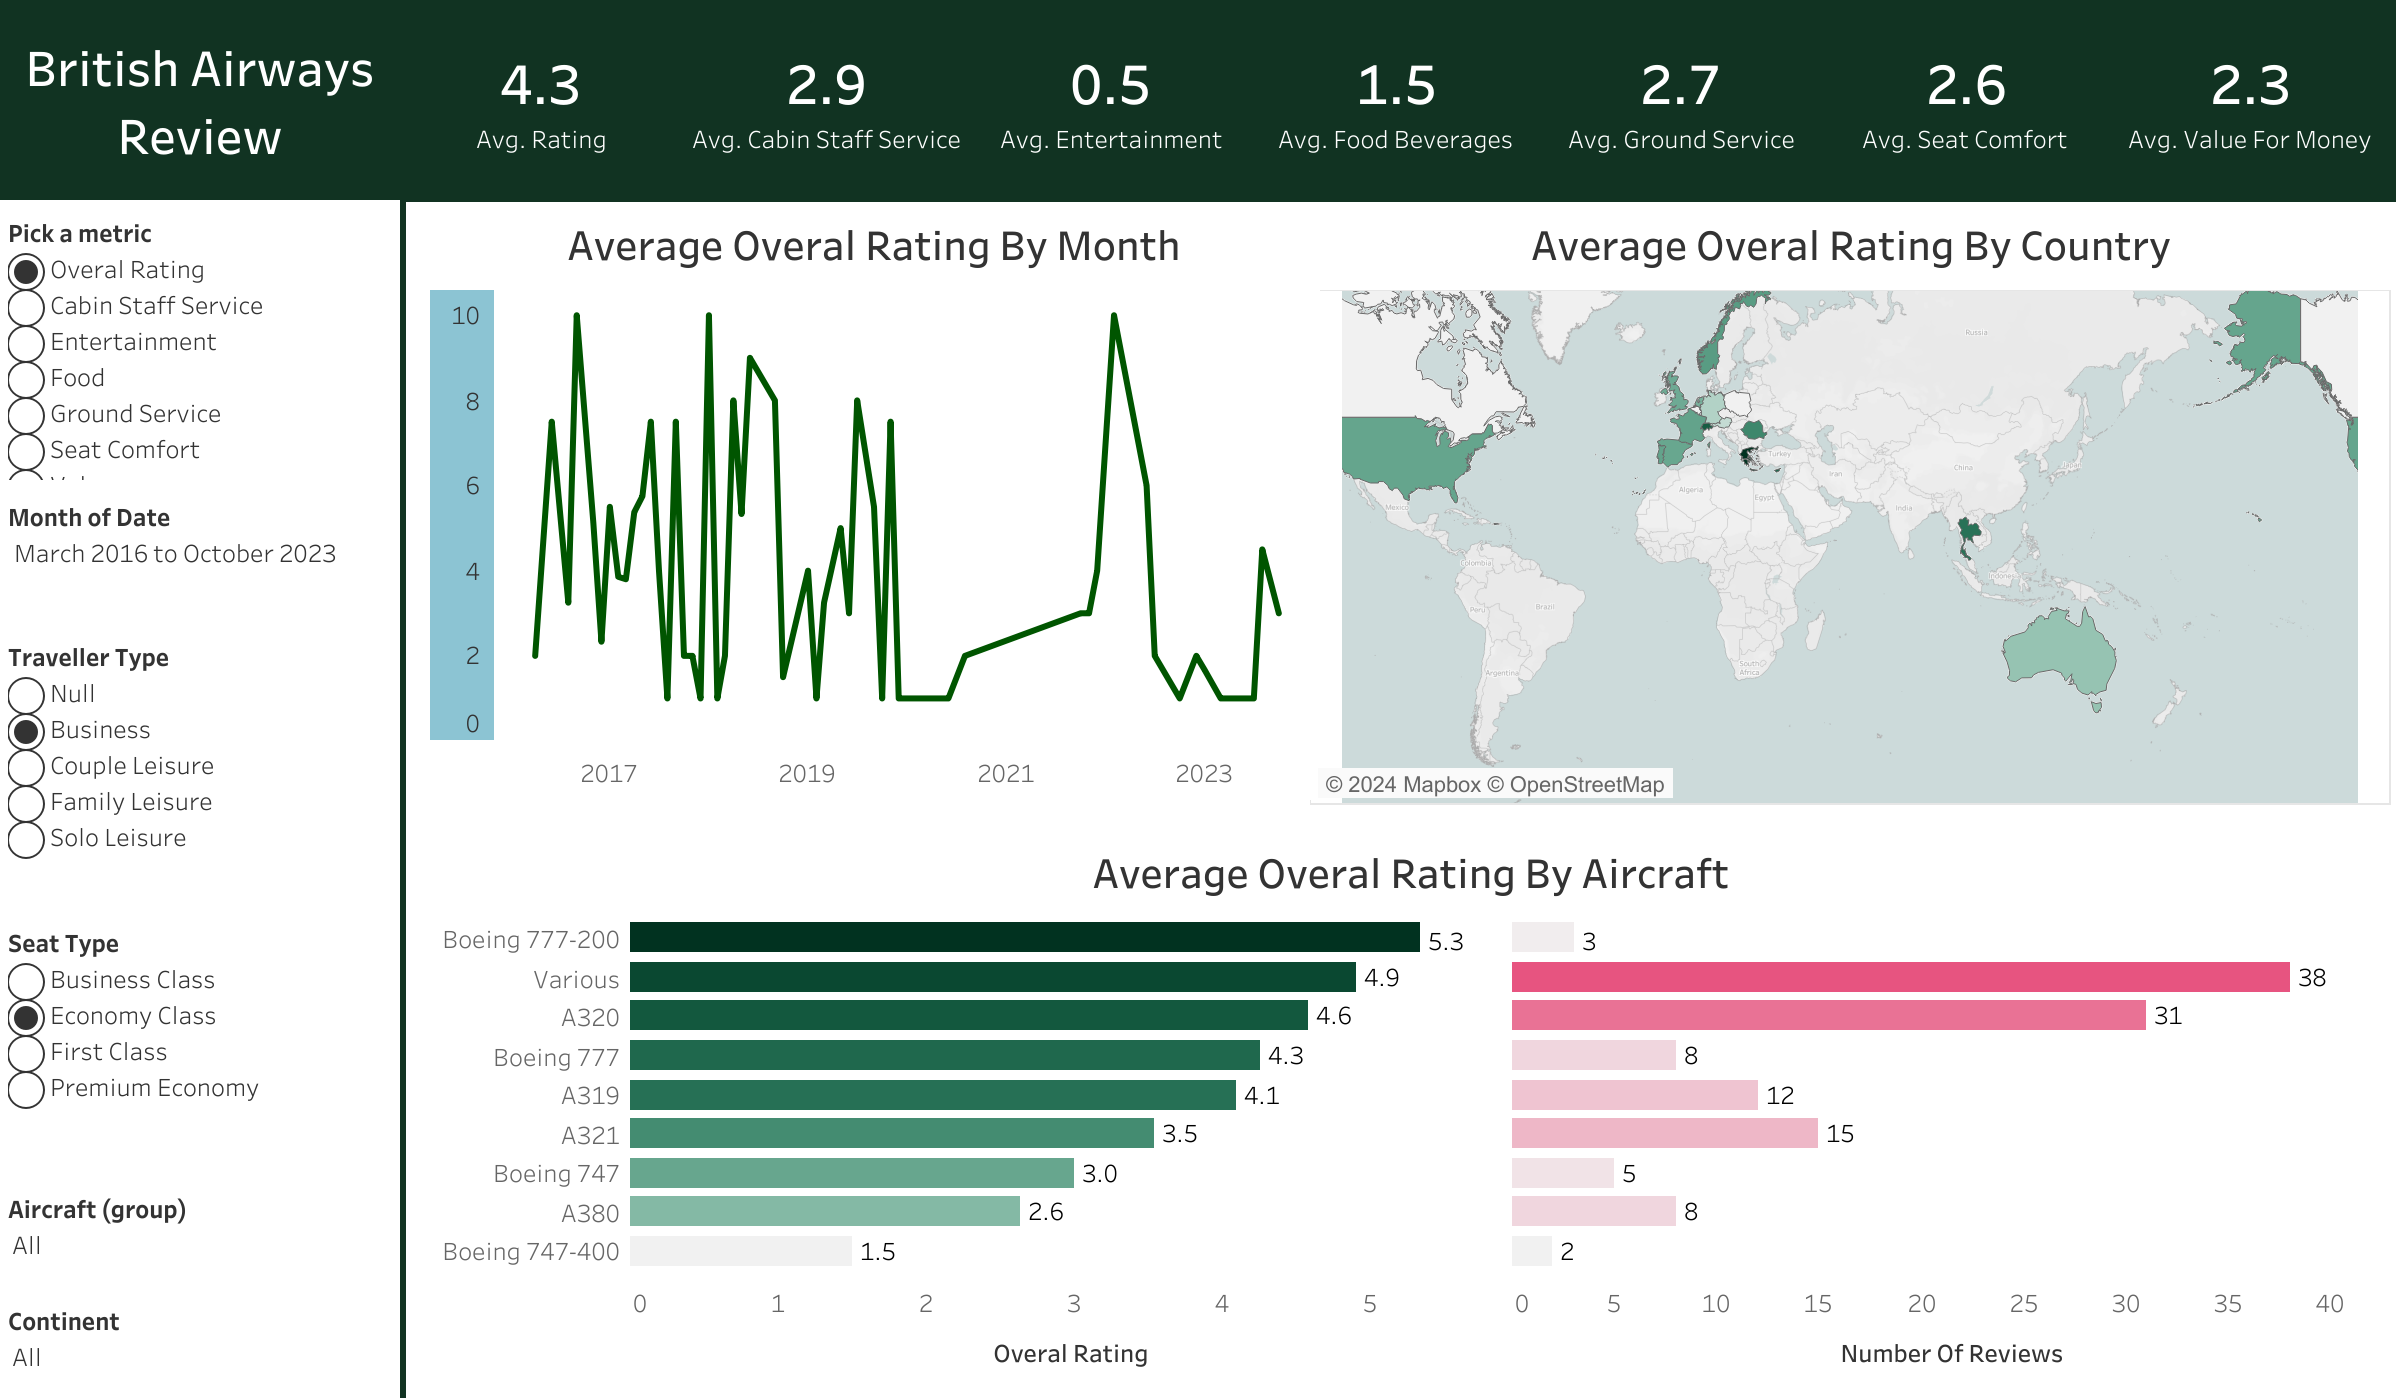 British Airways
Review
4.3
Avg. Rating
2.9
Avg. Cabin Staff Service
0.5
Avg. Entertainment
1.5
Avg. Food Beverages
2.7
Avg. Ground Service
2.6
Avg. Seat Comfort
2.3
Avg. Value For Money
Pick a metric
Overal Rating
Cabin Staff Service
Entertainment
Food
Ground Service
Seat Comfort
Month of Date
March 2016 to October 2023
Traveller Type
Null
Business
Couple Leisure
Family Leisure
Solo Leisure
Seat Type
Business Class
Economy Class
First Class
Premium Economy
Aircraft (group)
All
Continent
All
Average Overal Rating By Month
10
8
6
4
2
0
2017 2019 2021 2023
Average Overal Rating By Country
Russia
Turkey
China
Iran
Algeria
Egypt
India
Mexico
Colombia
Peru
Brazil
South
Africa
Argentina
© 2024 Mapbox © OpenStreetMap
Average Overal Rating By Aircraft
Boeing 777-200 5.3 3
Various 4.9 38
A320 4.6 31
Boeing 777 4.3 8
A319 4.1 12
A321 3.5 15
Boeing 747 3.0 5
A380 2.6 8
Boeing 747-400 1.5 2
0 1 2 3 4 5
Overal Rating
0 5 10 15 20 25 30 35 40
Number Of Reviews